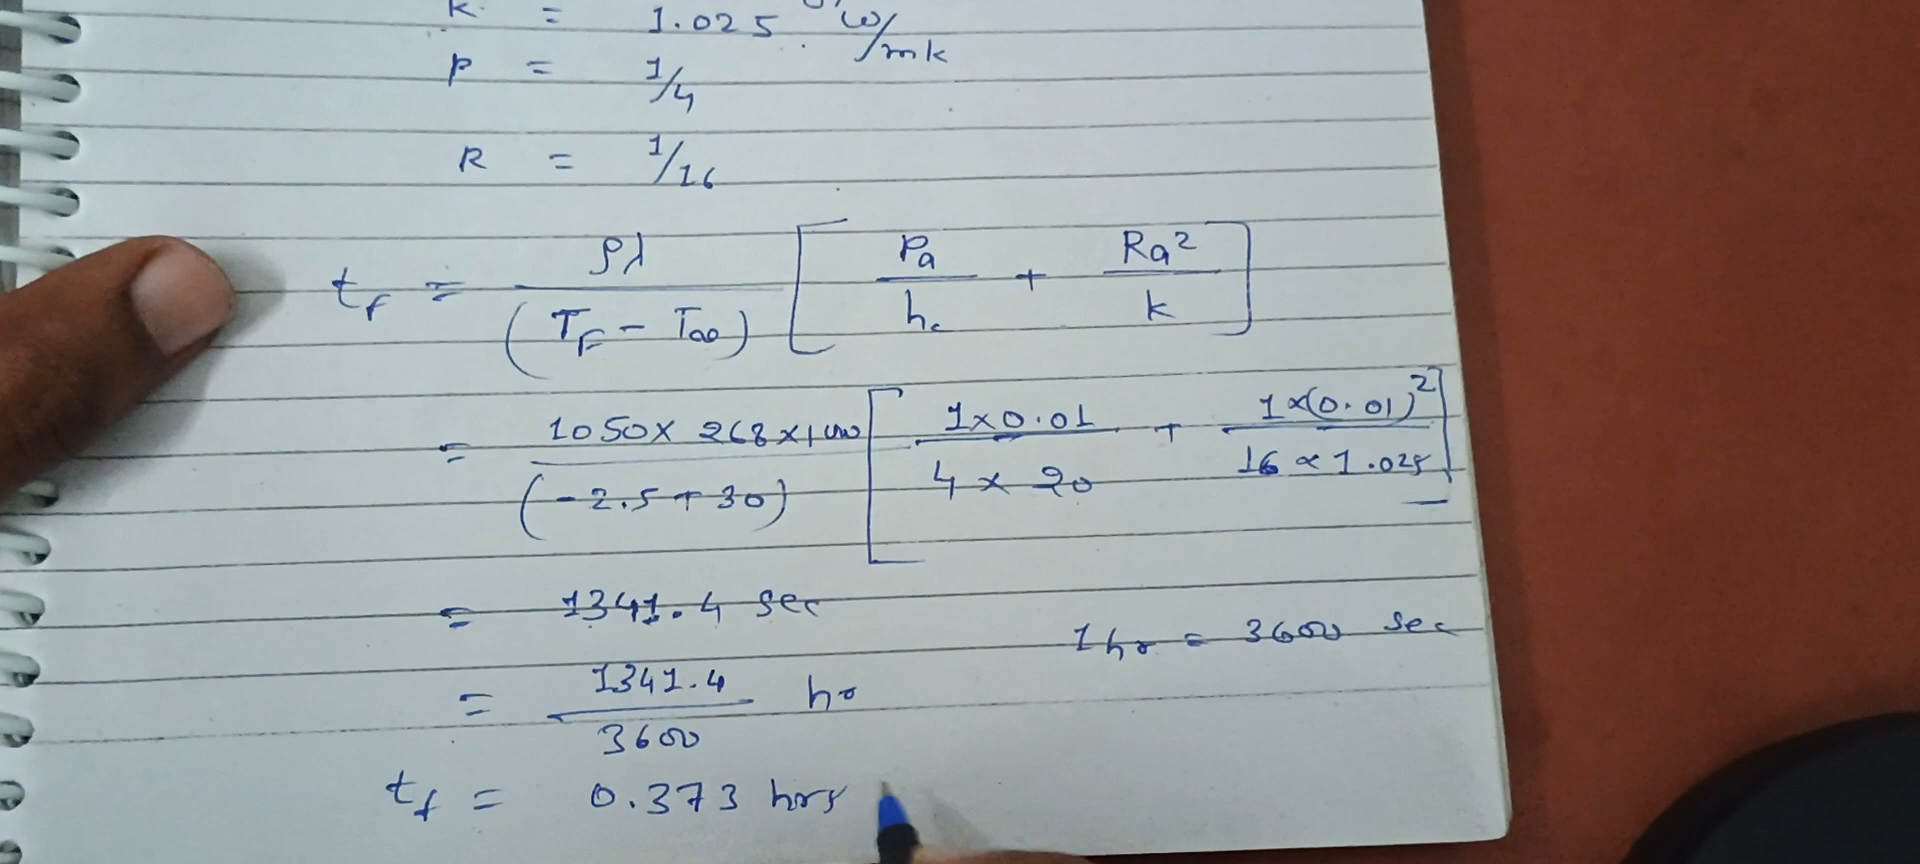 k = 1.025 W/mk
P = 1/4
R = 1/16
t_f = ρλ / (T_F - T_∞) [ Pa / h_c + Ra² / k ]
= 1050 × 268 × 1000 / (-2.5 + 30) [ 1 × 0.01 / 4 × 20 + 1 × (0.01)² / 16 × 1.025 ]
= 1341.4 sec
1 hr = 3600 sec
= 1341.4 / 3600 hr
t_f = 0.373 hrs